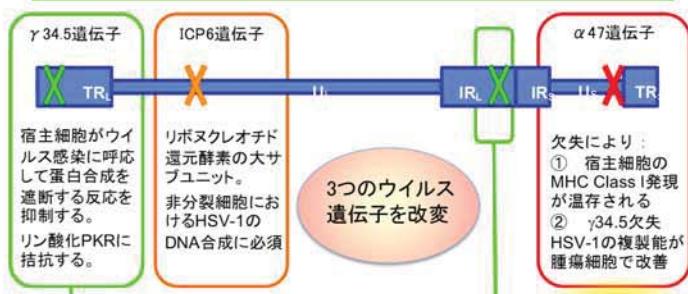 γ 34.5遺伝子
ICP6遺伝子
α47遺伝子
TRL
UL
IRL
IRS
US
TR
宿主細胞がウイ
ルス感染に呼応
して蛋白合成を
遮断する反応を
抑制する。
リン酸化PKRに
拮抗する。
リボヌクレオチド
還元酵素の大サ
ブユニット。
非分裂細胞にお
けるHSV-1の
DNA合成に必須
3つのウイルス
遺伝子を改変
欠失により：
① 宿主細胞の
MHC Class I発現
が温存される
② γ34.5欠失
HSV-1の複製能が
腫瘍細胞で改善